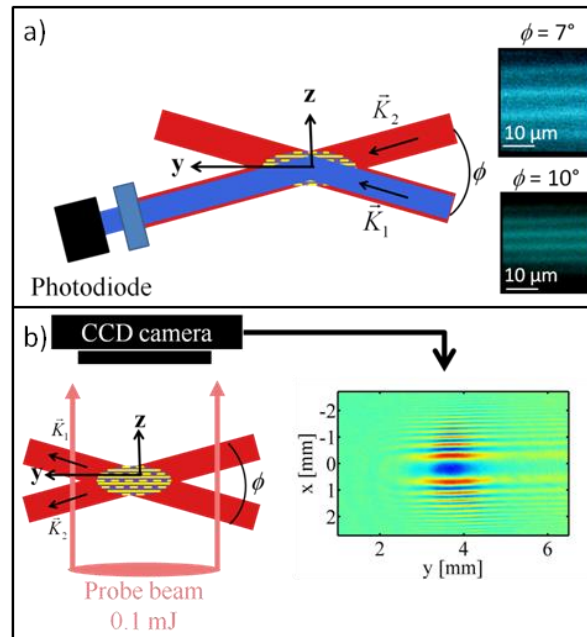 a)
z
y
K⃗₂
K⃗₁
ϕ
Photodiode
ϕ = 7°
10 µm
ϕ = 10°
10 µm
b)
CCD camera
K⃗₁
z
y
K⃗₂
ϕ
Probe beam
0.1 mJ
-2
-1
0
1
2
x [mm]
2 4 6
y [mm]